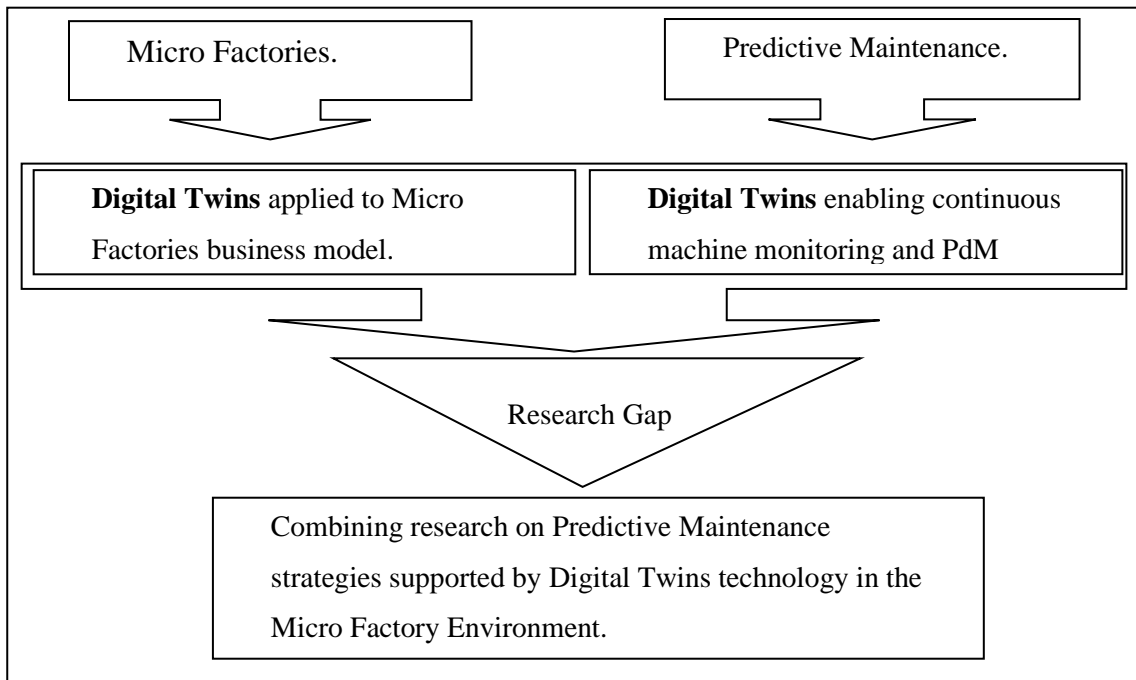 Micro Factories.
Predictive Maintenance.
Digital Twins applied to Micro
Factories business model.
Digital Twins enabling continuous
machine monitoring and PdM
Research Gap
Combining research on Predictive Maintenance
strategies supported by Digital Twins technology in the
Micro Factory Environment.